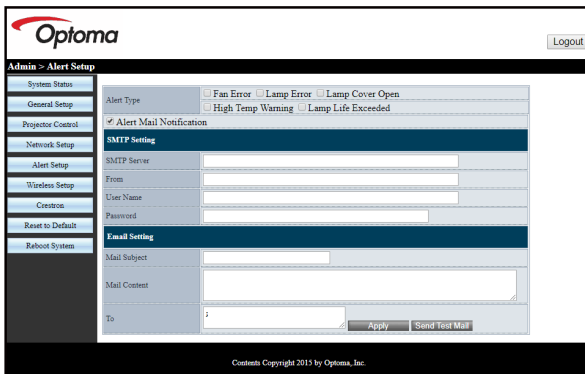 Optoma
Logout
Admin > Alert Setup
System Status
General Setup
Projector Control
Network Setup
Alert Setup
Wireless Setup
Crestron
Reset to Default
Reboot System
Alert Type
Fan Error Lamp Error Lamp Cover Open
High Temp Warning Lamp Life Exceeded
Alert Mail Notification
SMTP Setting
SMTP Server
From
User Name
Password
Email Setting
Mail Subject
Mail Content
To
;
Apply Send Test Mail
Contents Copyright 2015 by Optoma, Inc.